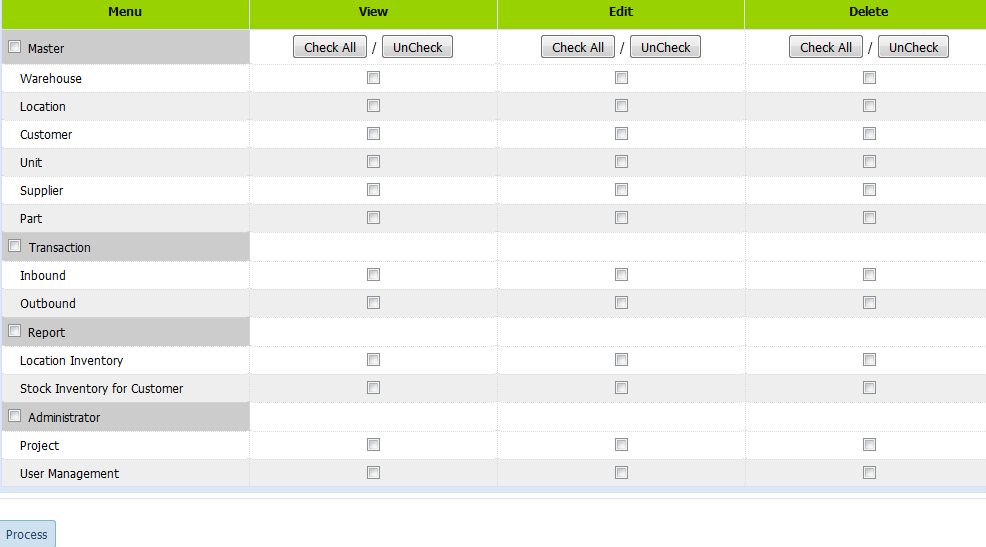 Menu View Edit Delete
Master Check All / UnCheck Check All / UnCheck Check All / UnCheck
Warehouse
Location
Customer
Unit
Supplier
Part
Transaction
Inbound
Outbound
Report
Location Inventory
Stock Inventory for Customer
Administrator
Project
User Management
Process